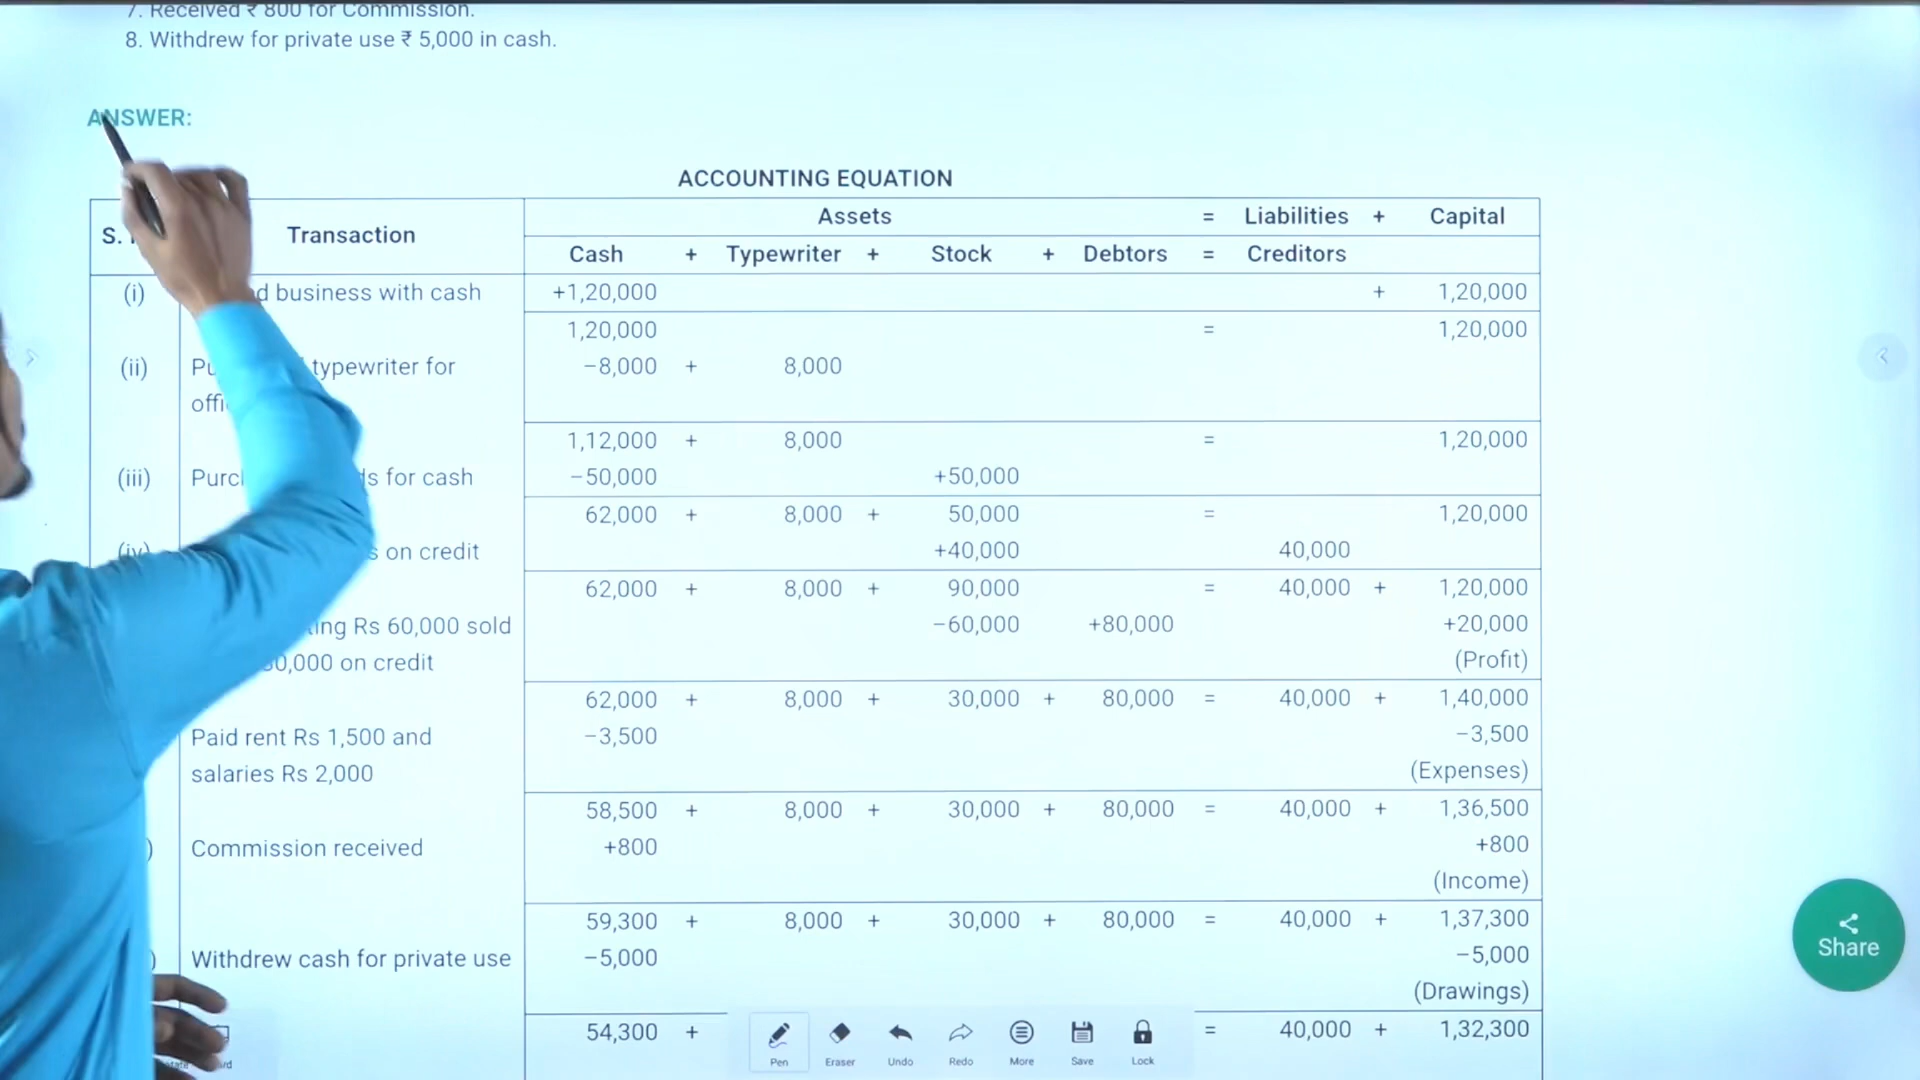 7. Received ₹ 800 for Commission.
8. Withdrew for private use ₹ 5,000 in cash.
ANSWER:
ACCOUNTING EQUATION
S. Transaction Assets = Liabilities + Capital
Cash + Typewriter + Stock + Debtors = Creditors
(i) business with cash +1,20,000 + 1,20,000
1,20,000 = 1,20,000
(ii) typewriter for −8,000 + 8,000
1,12,000 + 8,000 = 1,20,000
(iii) for cash −50,000 +50,000
62,000 + 8,000 + 50,000 = 1,20,000
(iv) on credit +40,000 40,000
62,000 + 8,000 + 90,000 = 40,000 + 1,20,000
Rs 60,000 sold −60,000 +80,000 +20,000
on credit (Profit)
62,000 + 8,000 + 30,000 + 80,000 = 40,000 + 1,40,000
Paid rent Rs 1,500 and −3,500 −3,500
salaries Rs 2,000 (Expenses)
58,500 + 8,000 + 30,000 + 80,000 = 40,000 + 1,36,500
Commission received +800 +800
(Income)
59,300 + 8,000 + 30,000 + 80,000 = 40,000 + 1,37,300
Withdrew cash for private use −5,000 −5,000
(Drawings)
54,300 + = 40,000 + 1,32,300
Pen Eraser Undo Redo More Save Lock
Share